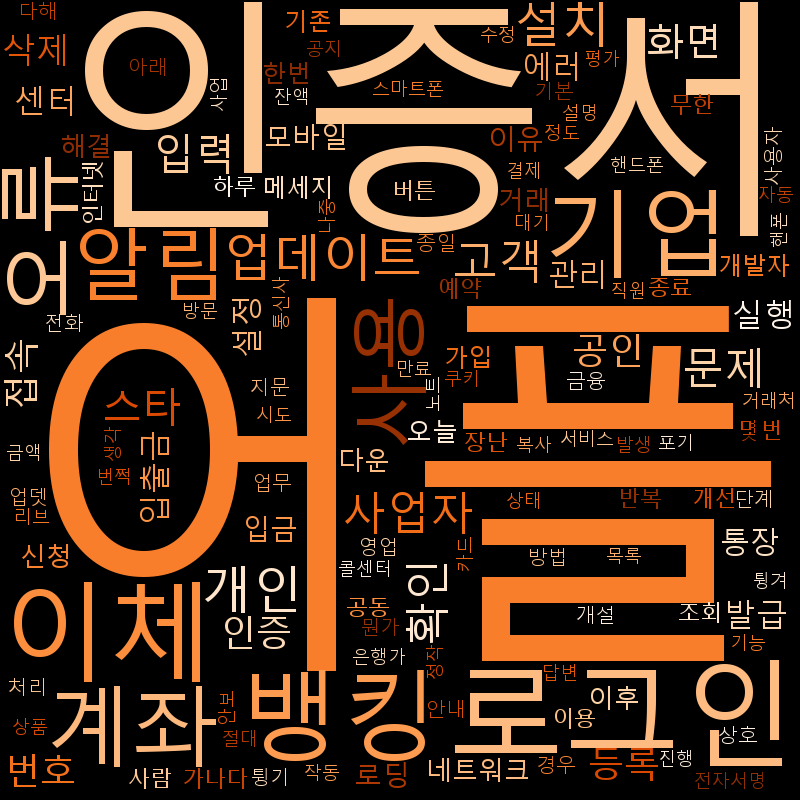 다해
기존
인증서
설치
삭제
아래
공지
수정
에러
평가
화면
센터
사업
한번
잔액
스마트폰
기본
설명
무한
해결
입력
모바일
이유
정도
사용자
오류
인터넷
하루
메세지
버튼
결제
핸드폰
거래
자동
나중
대기
기업
핸폰
알림
업데이트
종일
고객
관리
개발자
예약
직원
종료
전화
방문
설정
통신사
실행
어플
사용
접속
가입
공인
문제
만료
쿠키
금융
노트
지문
스타
시도
오늘
거래처
생각
장난
복사
서비스
발생
포기
몇번
금액
번쩍
입출금
다운
업무
업뎃
리브
사업자
상태
반복
개선
단계
입금
통장
신청
영업
카드
방법
목록
콜센터
튕겨
이체
개인
확인
공동
개설
조회
발급
인증
뭔가
기능
은행가
정작
처리
계좌
뱅킹
로그인
답변
이후
안보
안내
이용
상품
절대
상호
번호
사람
가나다
튕기
작동
로딩
네트워크
경우
등록
진행
전자서명